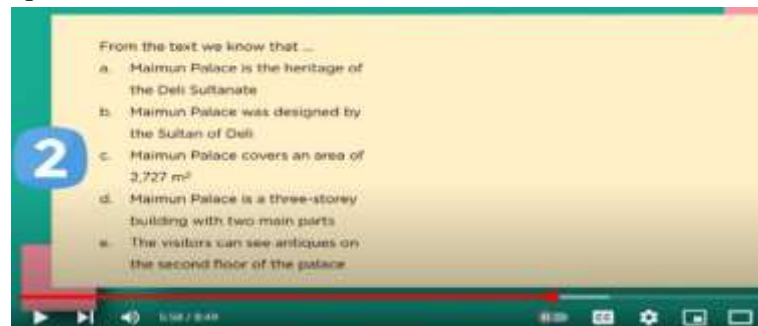 From the text we know that ...
a. Maimun Palace is the heritage of
the Deli Sultanate
b. Maimun Palace was designed by
the Sultan of Deli
2
c. Maimun Palace covers an area of
2,727 m²
d. Maimun Palace is a three-storey
building with two main parts
e. The visitors can see antiques on
the second floor of the palace
CC